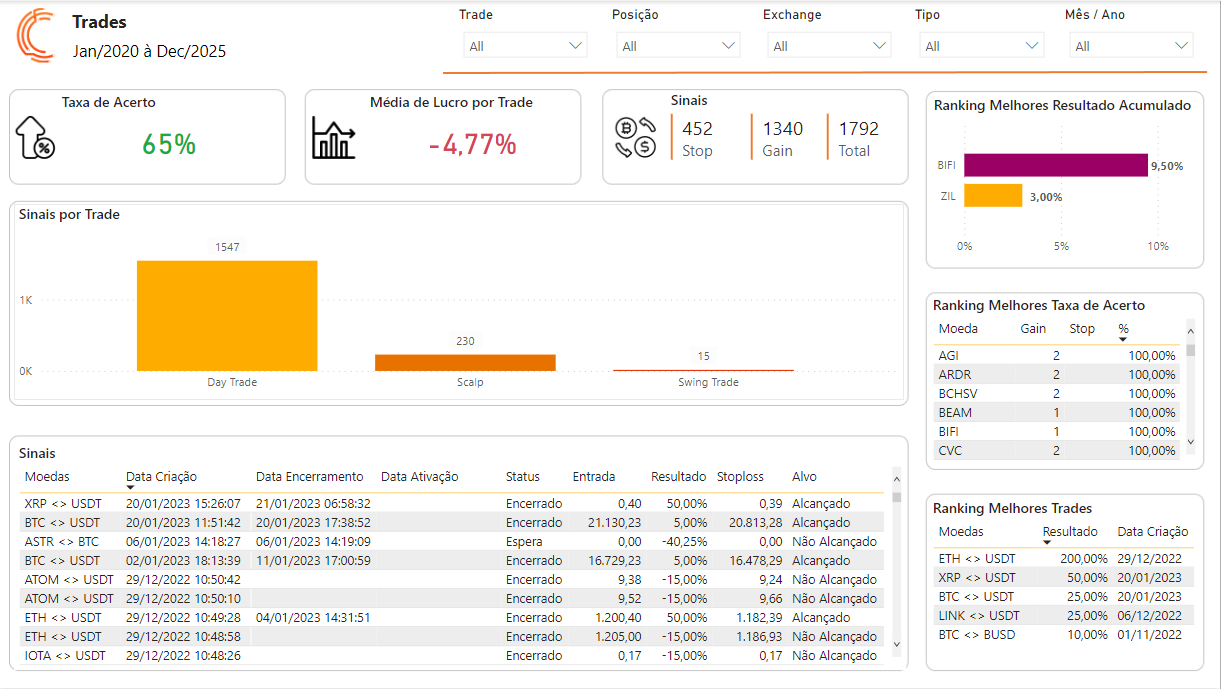 Trades
Jan/2020 à Dec/2025
Trade Posição Exchange Tipo Mês / Ano
All All All All All
Taxa de Acerto
65%
Média de Lucro por Trade
-4,77%
Sinais
452 1340 1792
Stop Gain Total
Ranking Melhores Resultado Acumulado
BIFI 9,50%
ZIL 3,00%
0% 5% 10%
Sinais por Trade
1547
1K
230
15
0K
Day Trade Scalp Swing Trade
Ranking Melhores Taxa de Acerto
Moeda Gain Stop %
AGI 2 100,00%
ARDR 2 100,00%
BCHSV 2 100,00%
BEAM 1 100,00%
BIFI 1 100,00%
CVC 2 100,00%
Sinais
Moedas Data Criação Data Encerramento Data Ativação Status Entrada Resultado Stoploss Alvo
XRP <> USDT 20/01/2023 15:26:07 21/01/2023 06:58:32 Encerrado 0,40 50,00% 0,39 Alcançado
BTC <> USDT 20/01/2023 11:51:42 20/01/2023 17:38:52 Encerrado 21.130,23 5,00% 20.813,28 Alcançado
ASTR <> BTC 06/01/2023 14:18:27 06/01/2023 14:19:09 Espera 0,00 -40,25% 0,00 Não Alcançado
BTC <> USDT 02/01/2023 18:13:39 11/01/2023 17:00:59 Encerrado 16.729,23 5,00% 16.478,29 Alcançado
ATOM <> USDT 29/12/2022 10:50:42 Encerrado 9,38 -15,00% 9,24 Não Alcançado
ATOM <> USDT 29/12/2022 10:50:10 Encerrado 9,52 -15,00% 9,66 Não Alcançado
ETH <> USDT 29/12/2022 10:49:28 04/01/2023 14:31:51 Encerrado 1.200,40 50,00% 1.182,39 Alcançado
ETH <> USDT 29/12/2022 10:48:58 Encerrado 1.205,00 -15,00% 1.186,93 Não Alcançado
IOTA <> USDT 29/12/2022 10:48:26 Encerrado 0,17 -15,00% 0,17 Não Alcançado
Ranking Melhores Trades
Moedas Resultado Data Criação
ETH <> USDT 200,00% 29/12/2022
XRP <> USDT 50,00% 20/01/2023
BTC <> USDT 25,00% 20/01/2023
LINK <> USDT 25,00% 06/12/2022
BTC <> BUSD 10,00% 01/11/2022